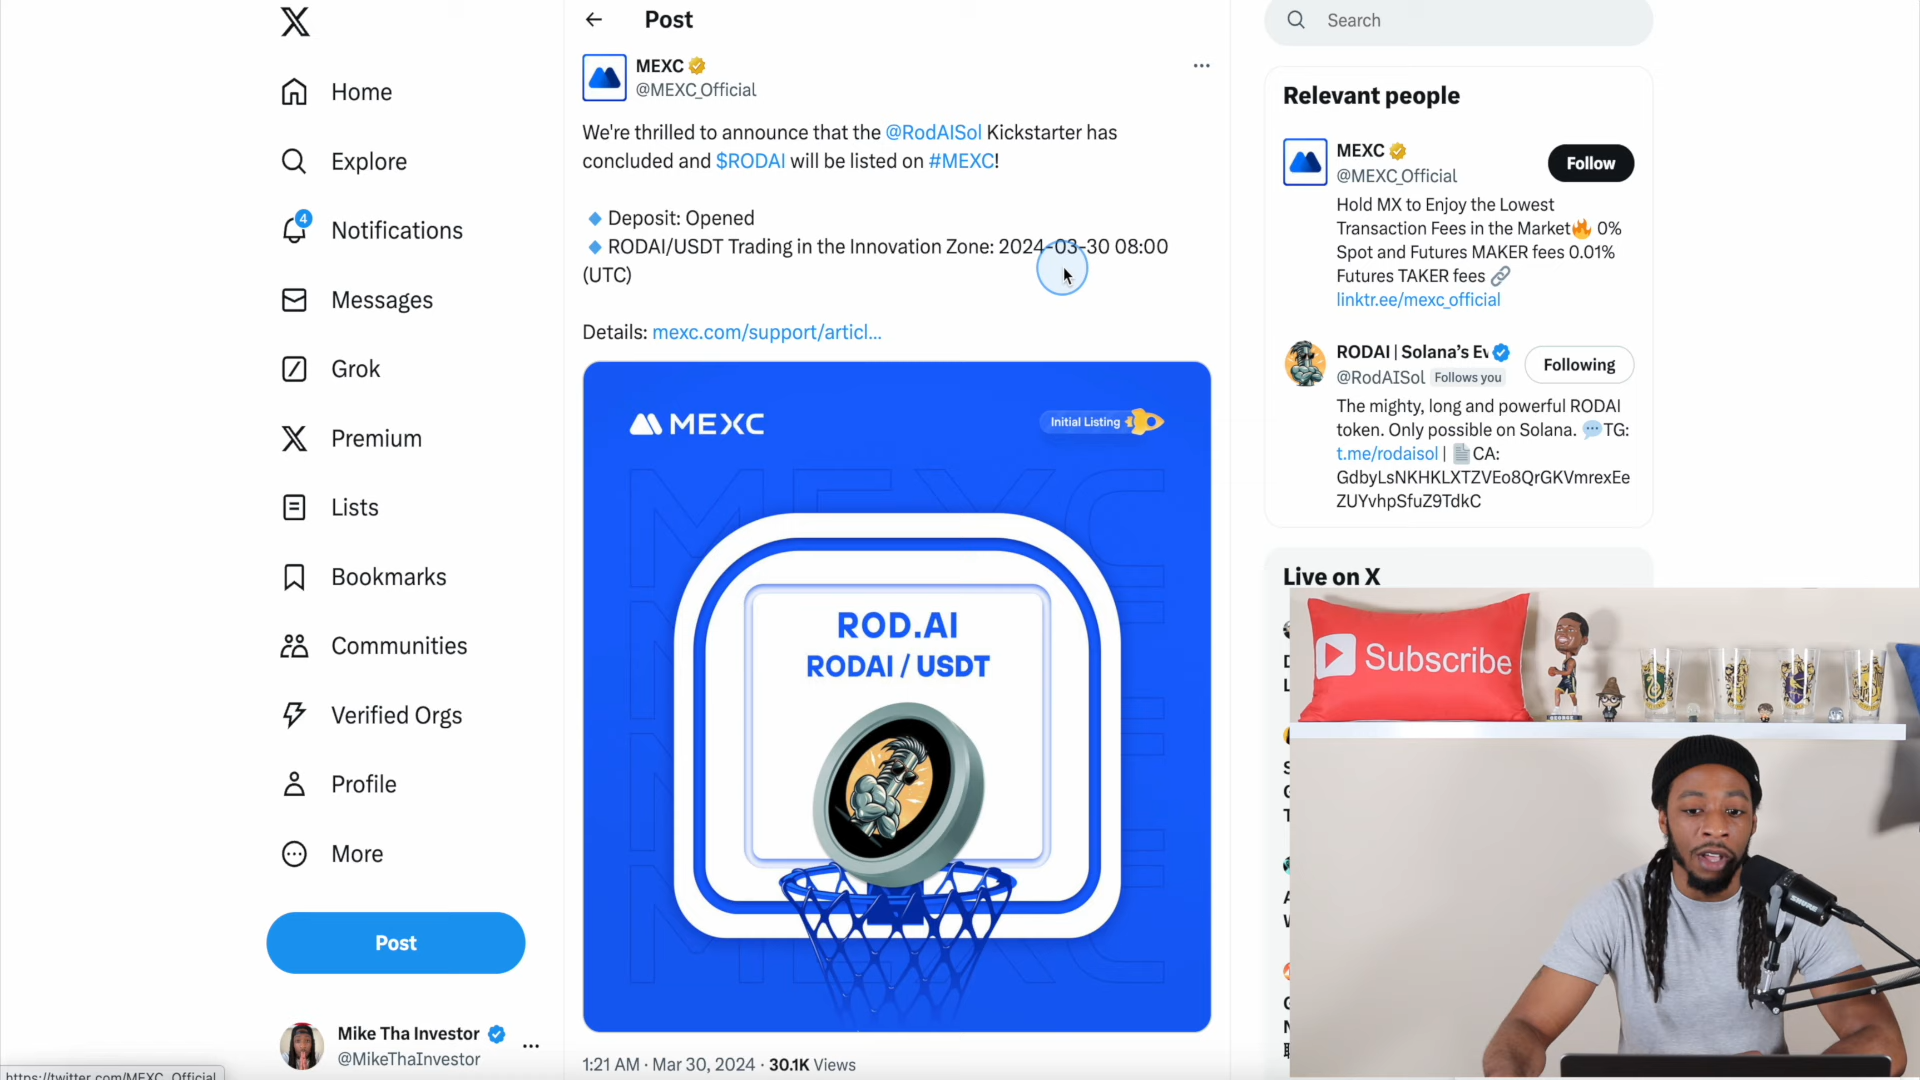 Home
Explore
4
Notifications
Messages
Grok
Premium
Lists
Bookmarks
Communities
Verified Orgs
Profile
More
Post
Mike Tha Investor
@MikeThaInvestor
https://twitter.com/MEXC_Official
Post
MEXC
@MEXC_Official
We're thrilled to announce that the @RodAISol Kickstarter has
concluded and $RODAI will be listed on #MEXC!
Deposit: Opened
RODAI/USDT Trading in the Innovation Zone: 2024-03-30 08:00
(UTC)
Details: mexc.com/support/articl...
MEXC
Initial Listing
MEXC
ROD.AI
RODAI / USDT
1:21 AM · Mar 30, 2024 · 30.1K Views
Search
Relevant people
MEXC
@MEXC_Official
Follow
Hold MX to Enjoy the Lowest
Transaction Fees in the Market🔥 0%
Spot and Futures MAKER fees 0.01%
Futures TAKER fees 🔗
linktr.ee/mexc_official
RODAI | Solana's Ev
@RodAISol Follows you
Following
The mighty, long and powerful RODAI
token. Only possible on Solana. 💬TG:
t.me/rodaisol | 📄CA:
GdbyLsNKHKLXTZVEo8QrGKVmrexEe
ZUYvhpSfuZ9TdkC
Live on X
Subscribe
GEORGE